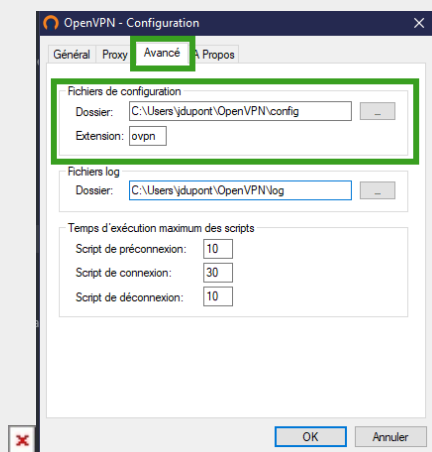 OpenVPN - Configuration
Général Proxy Avancé À Propos
Fichiers de configuration
Dossier: C:\Users\jdupont\OpenVPN\config ...
Extension: ovpn
Fichiers log
Dossier: C:\Users\jdupont\OpenVPN\log ...
Temps d'exécution maximum des scripts
Script de préconnexion: 10
Script de connexion: 30
Script de déconnexion: 10
OK Annuler